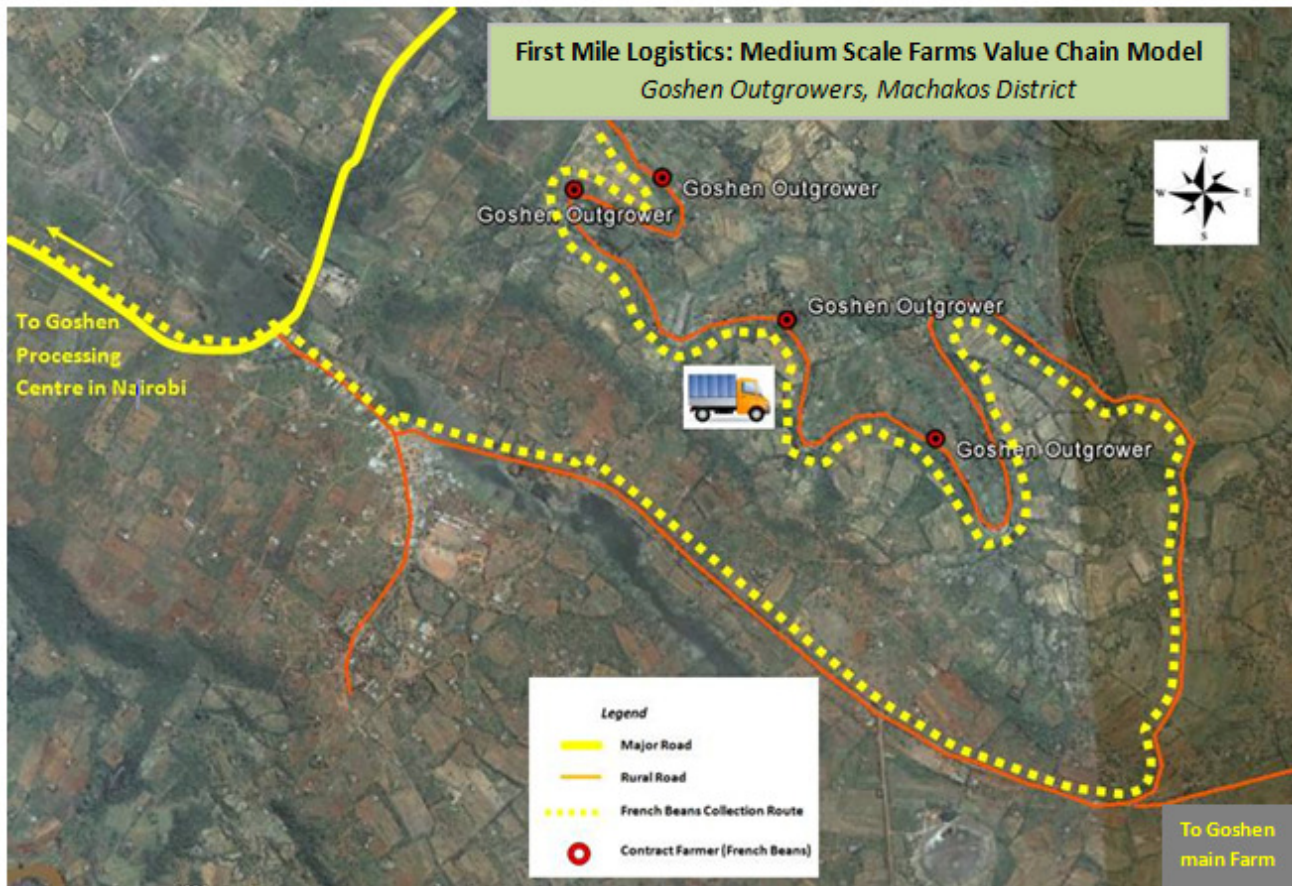 First Mile Logistics: Medium Scale Farms Value Chain Model
Goshen Outgrowers, Machakos District
N
W
E
S
Goshen Outgrower
Goshen Outgrower
Goshen Outgrower
Goshen Outgrower
To Goshen
Processing
Centre in Nairobi
Legend
Major Road
Rural Road
French Beans Collection Route
Contract Farmer (French Beans)
To Goshen
main Farm